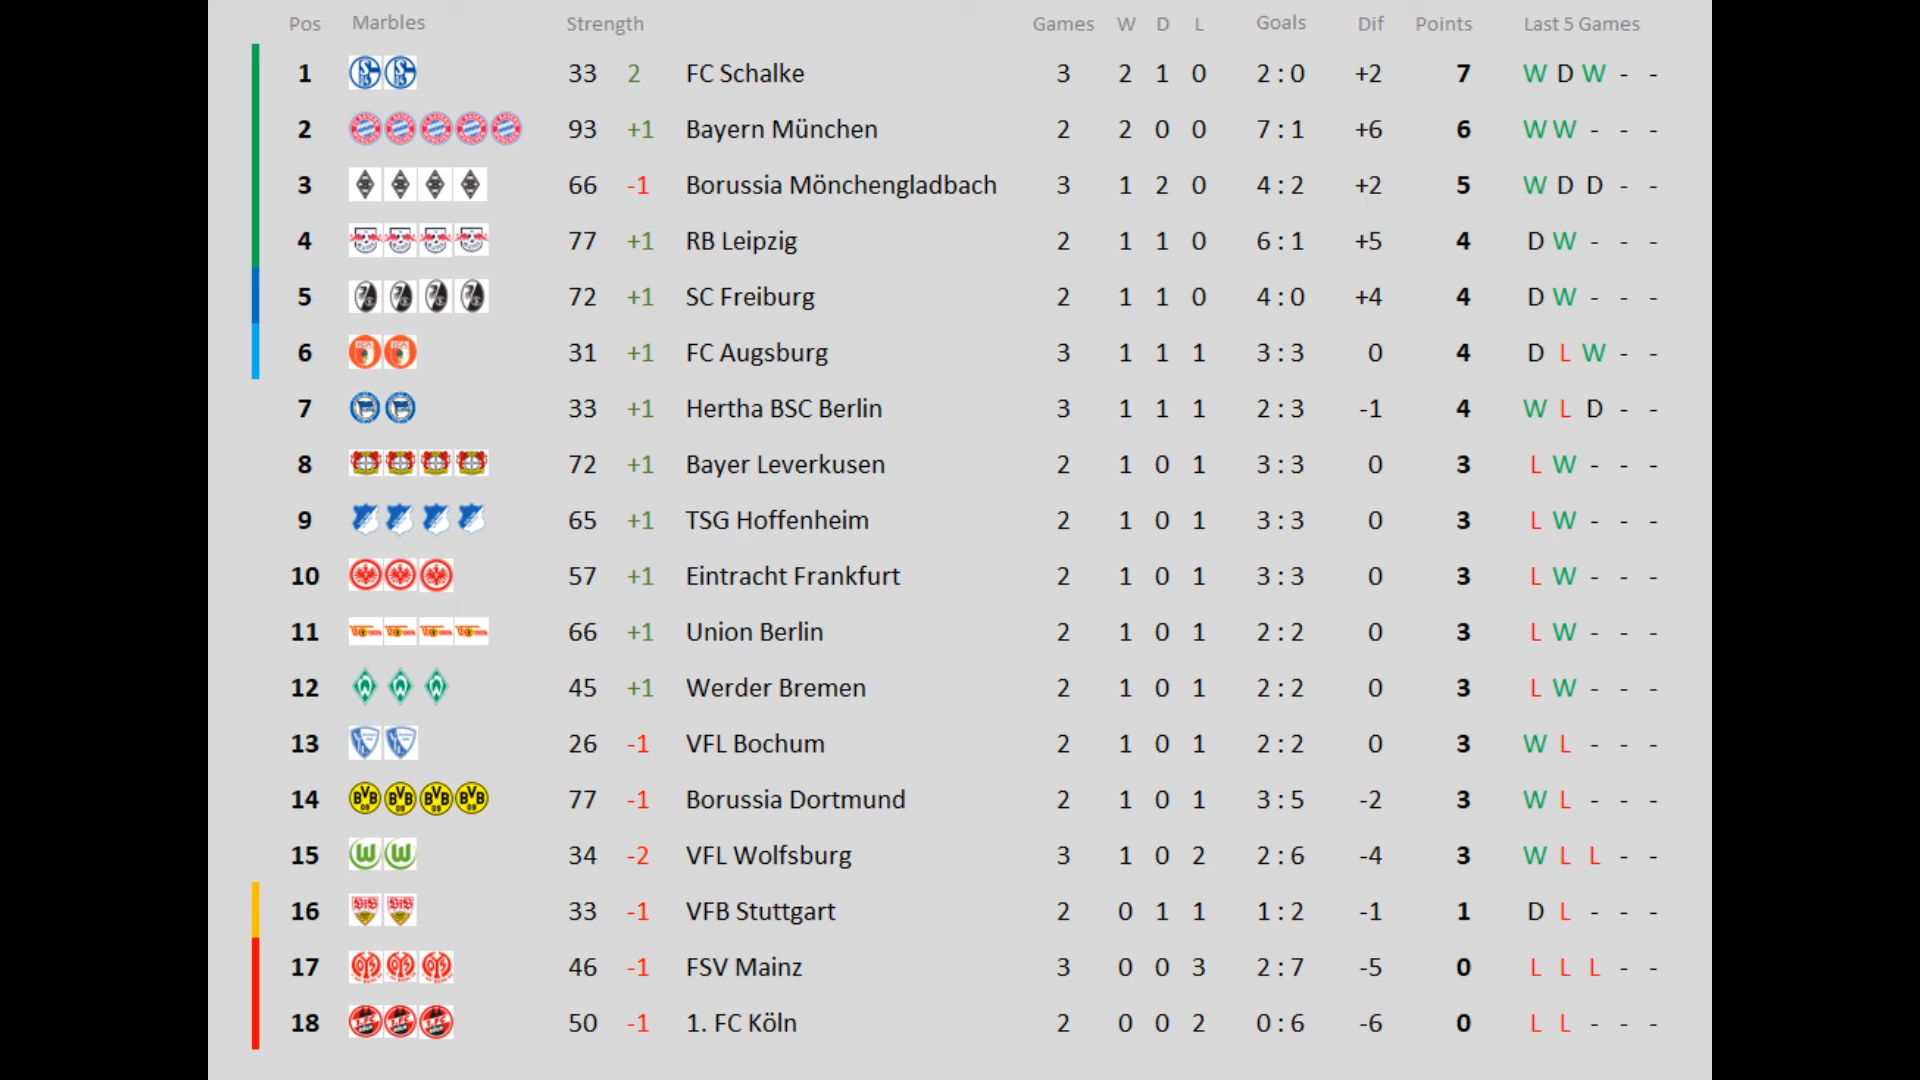 Pos Marbles Strength Games W D L Goals Dif Points Last 5 Games
1 33 2 FC Schalke 3 2 1 0 2 : 0 +2 7 W D W - -
2 93 +1 Bayern München 2 2 0 0 7 : 1 +6 6 W W - - -
3 66 -1 Borussia Mönchengladbach 3 1 2 0 4 : 2 +2 5 W D D - -
4 77 +1 RB Leipzig 2 1 1 0 6 : 1 +5 4 D W - - -
5 72 +1 SC Freiburg 2 1 1 0 4 : 0 +4 4 D W - - -
6 31 +1 FC Augsburg 3 1 1 1 3 : 3 0 4 D L W - -
7 33 +1 Hertha BSC Berlin 3 1 1 1 2 : 3 -1 4 W L D - -
8 72 +1 Bayer Leverkusen 2 1 0 1 3 : 3 0 3 L W - - -
9 65 +1 TSG Hoffenheim 2 1 0 1 3 : 3 0 3 L W - - -
10 57 +1 Eintracht Frankfurt 2 1 0 1 3 : 3 0 3 L W - - -
11 66 +1 Union Berlin 2 1 0 1 2 : 2 0 3 L W - - -
12 45 +1 Werder Bremen 2 1 0 1 2 : 2 0 3 L W - - -
13 26 -1 VFL Bochum 2 1 0 1 2 : 2 0 3 W L - - -
14 BVB 09 BVB 09 BVB 09 BVB 09 77 -1 Borussia Dortmund 2 1 0 1 3 : 5 -2 3 W L - - -
15 34 -2 VFL Wolfsburg 3 1 0 2 2 : 6 -4 3 W L L - -
16 33 -1 VFB Stuttgart 2 0 1 1 1 : 2 -1 1 D L - - -
17 46 -1 FSV Mainz 3 0 0 3 2 : 7 -5 0 L L L - -
18 50 -1 1. FC Köln 2 0 0 2 0 : 6 -6 0 L L - - -